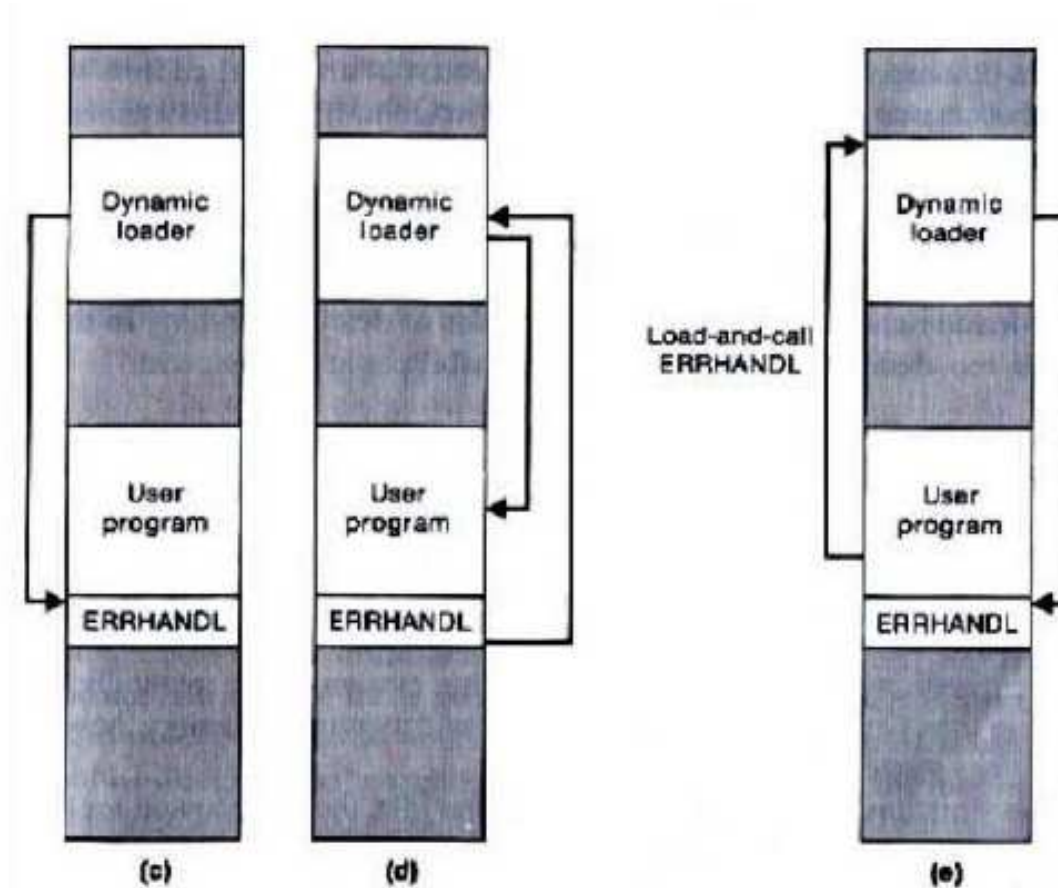 Dynamic
loader
User
program
ERRHANDL
(c)
Dynamic
loader
User
program
ERRHANDL
(d)
Load-and-call
ERRHANDL
Dynamic
loader
User
program
ERRHANDL
(e)